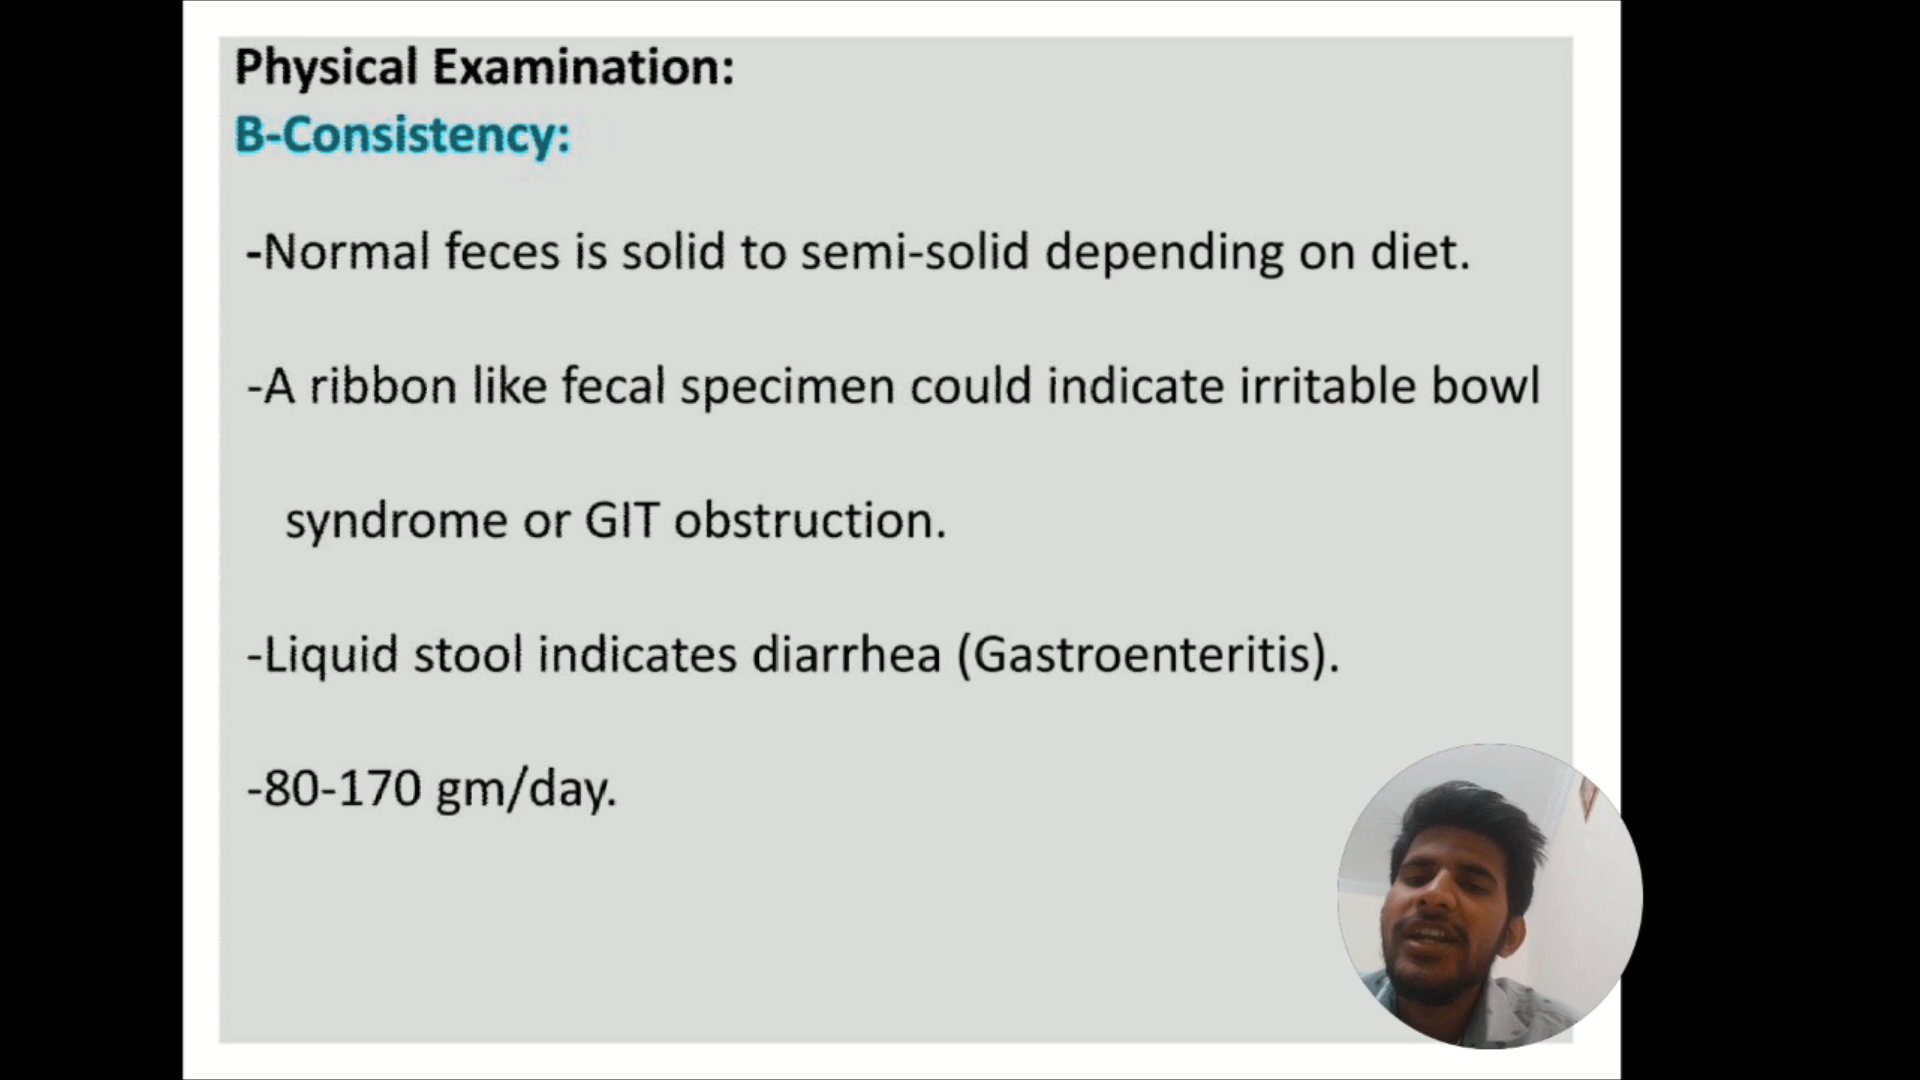 Physical Examination:
B-Consistency:
-Normal feces is solid to semi-solid depending on diet.
-A ribbon like fecal specimen could indicate irritable bowl
syndrome or GIT obstruction.
-Liquid stool indicates diarrhea (Gastroenteritis).
-80-170 gm/day.